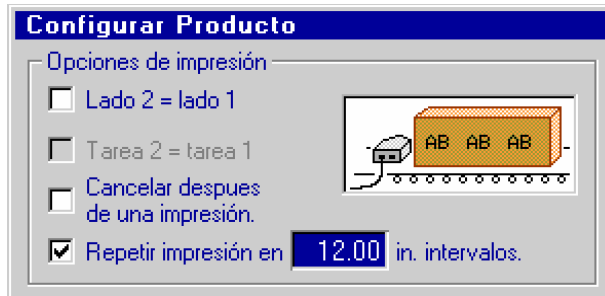 Configurar Producto
Opciones de impresión
Lado 2 = lado 1
AB AB AB
Tarea 2 = tarea 1
Cancelar despues
de una impresión.
Repetir impresión en 12.00 in. intervalos.